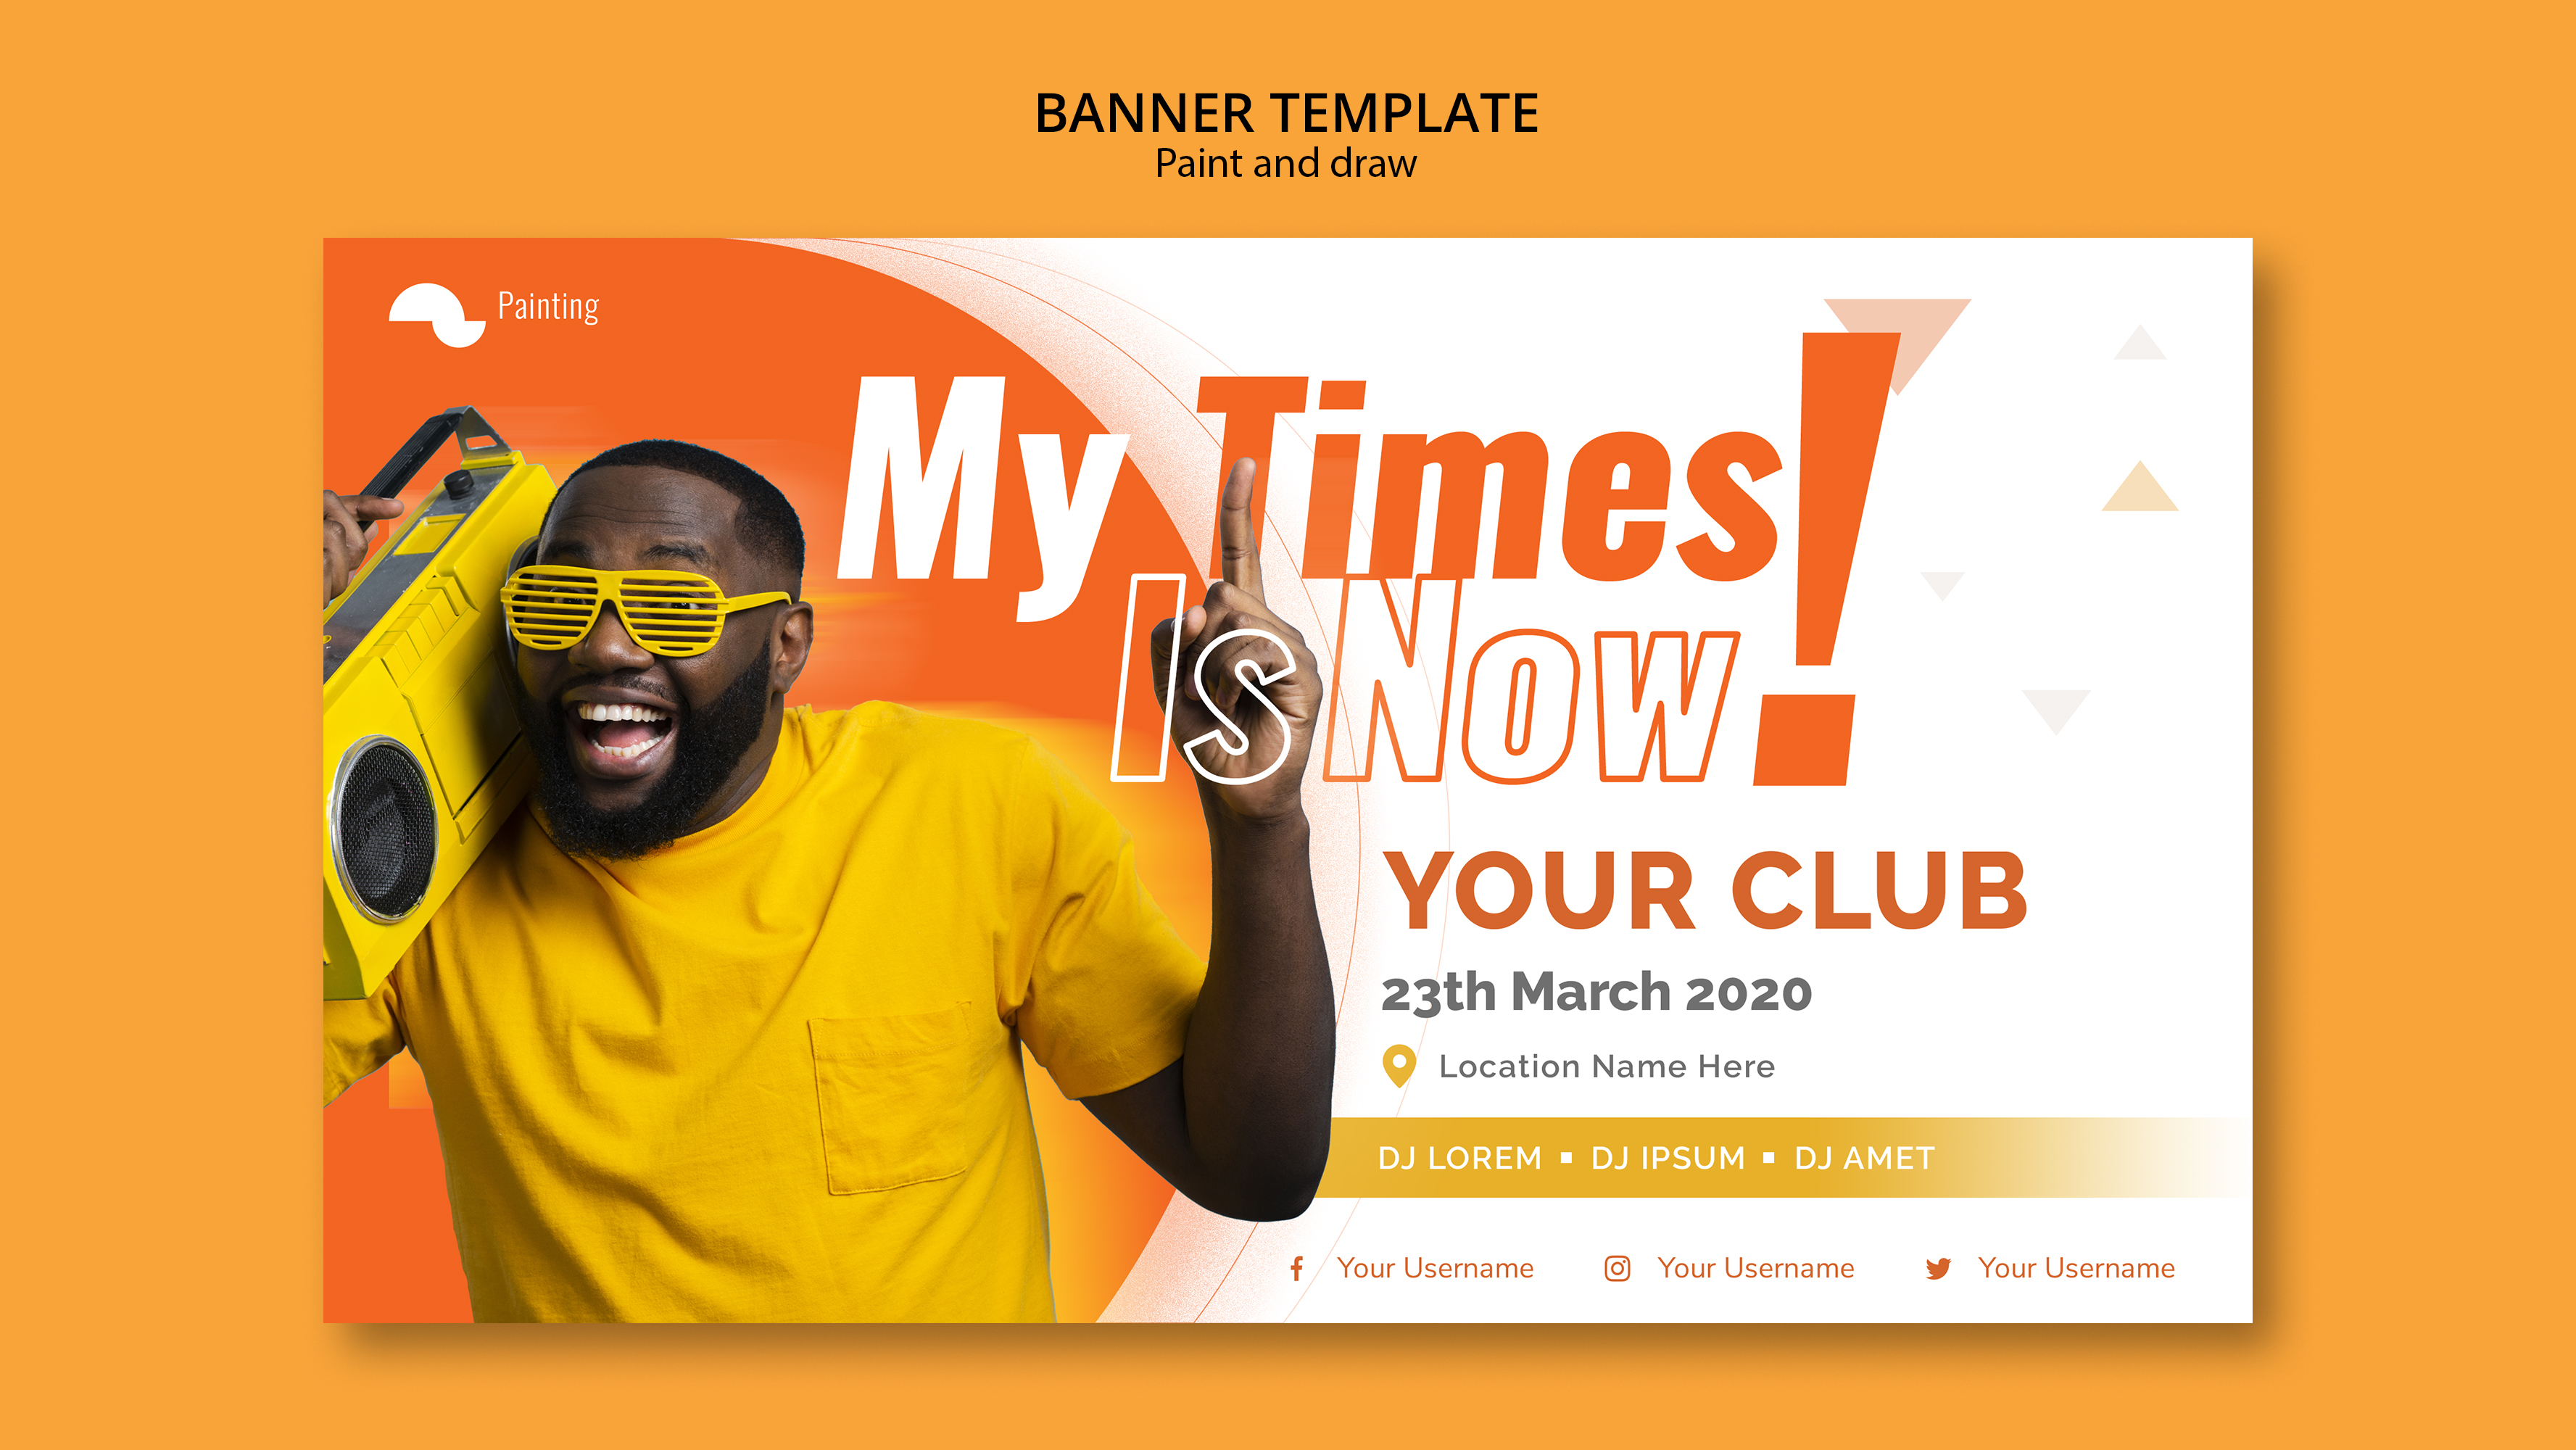 BANNER TEMPLATE
Paint and draw
Painting
My Times!
Is Now
YOUR CLUB
23th March 2020
Location Name Here
DJ LOREM ▪ DJ IPSUM ▪ DJ AMET
Your Username Your Username Your Username